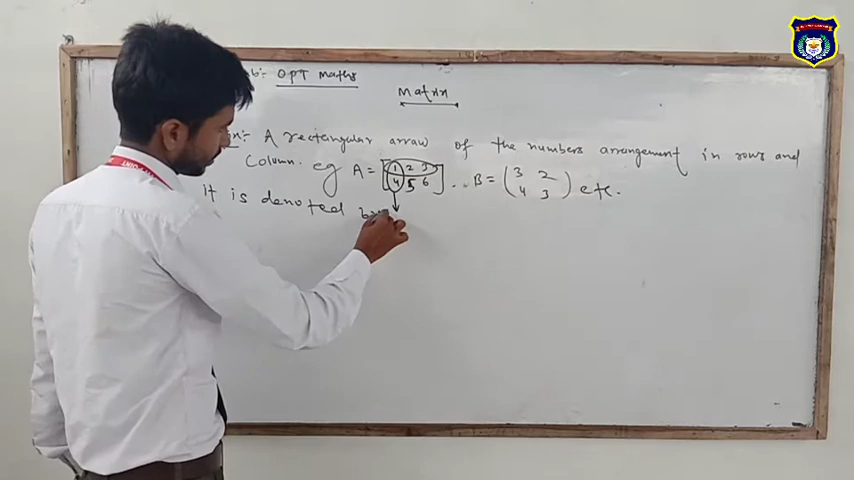 b:- OPT maths
Matrix
:- A rectangular arraw of the numbers arrangement in rows and
Column. eg A = [1 2 3 4 5 6] .. B = (3 2 4 3) etc.
It is denoted by